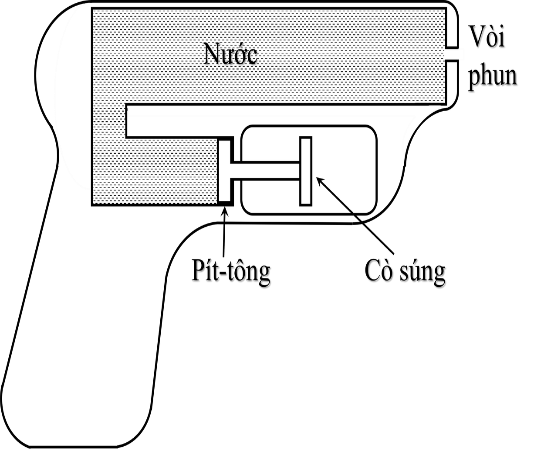 Nước
Vòi
phun
Pít-tông
Cò súng